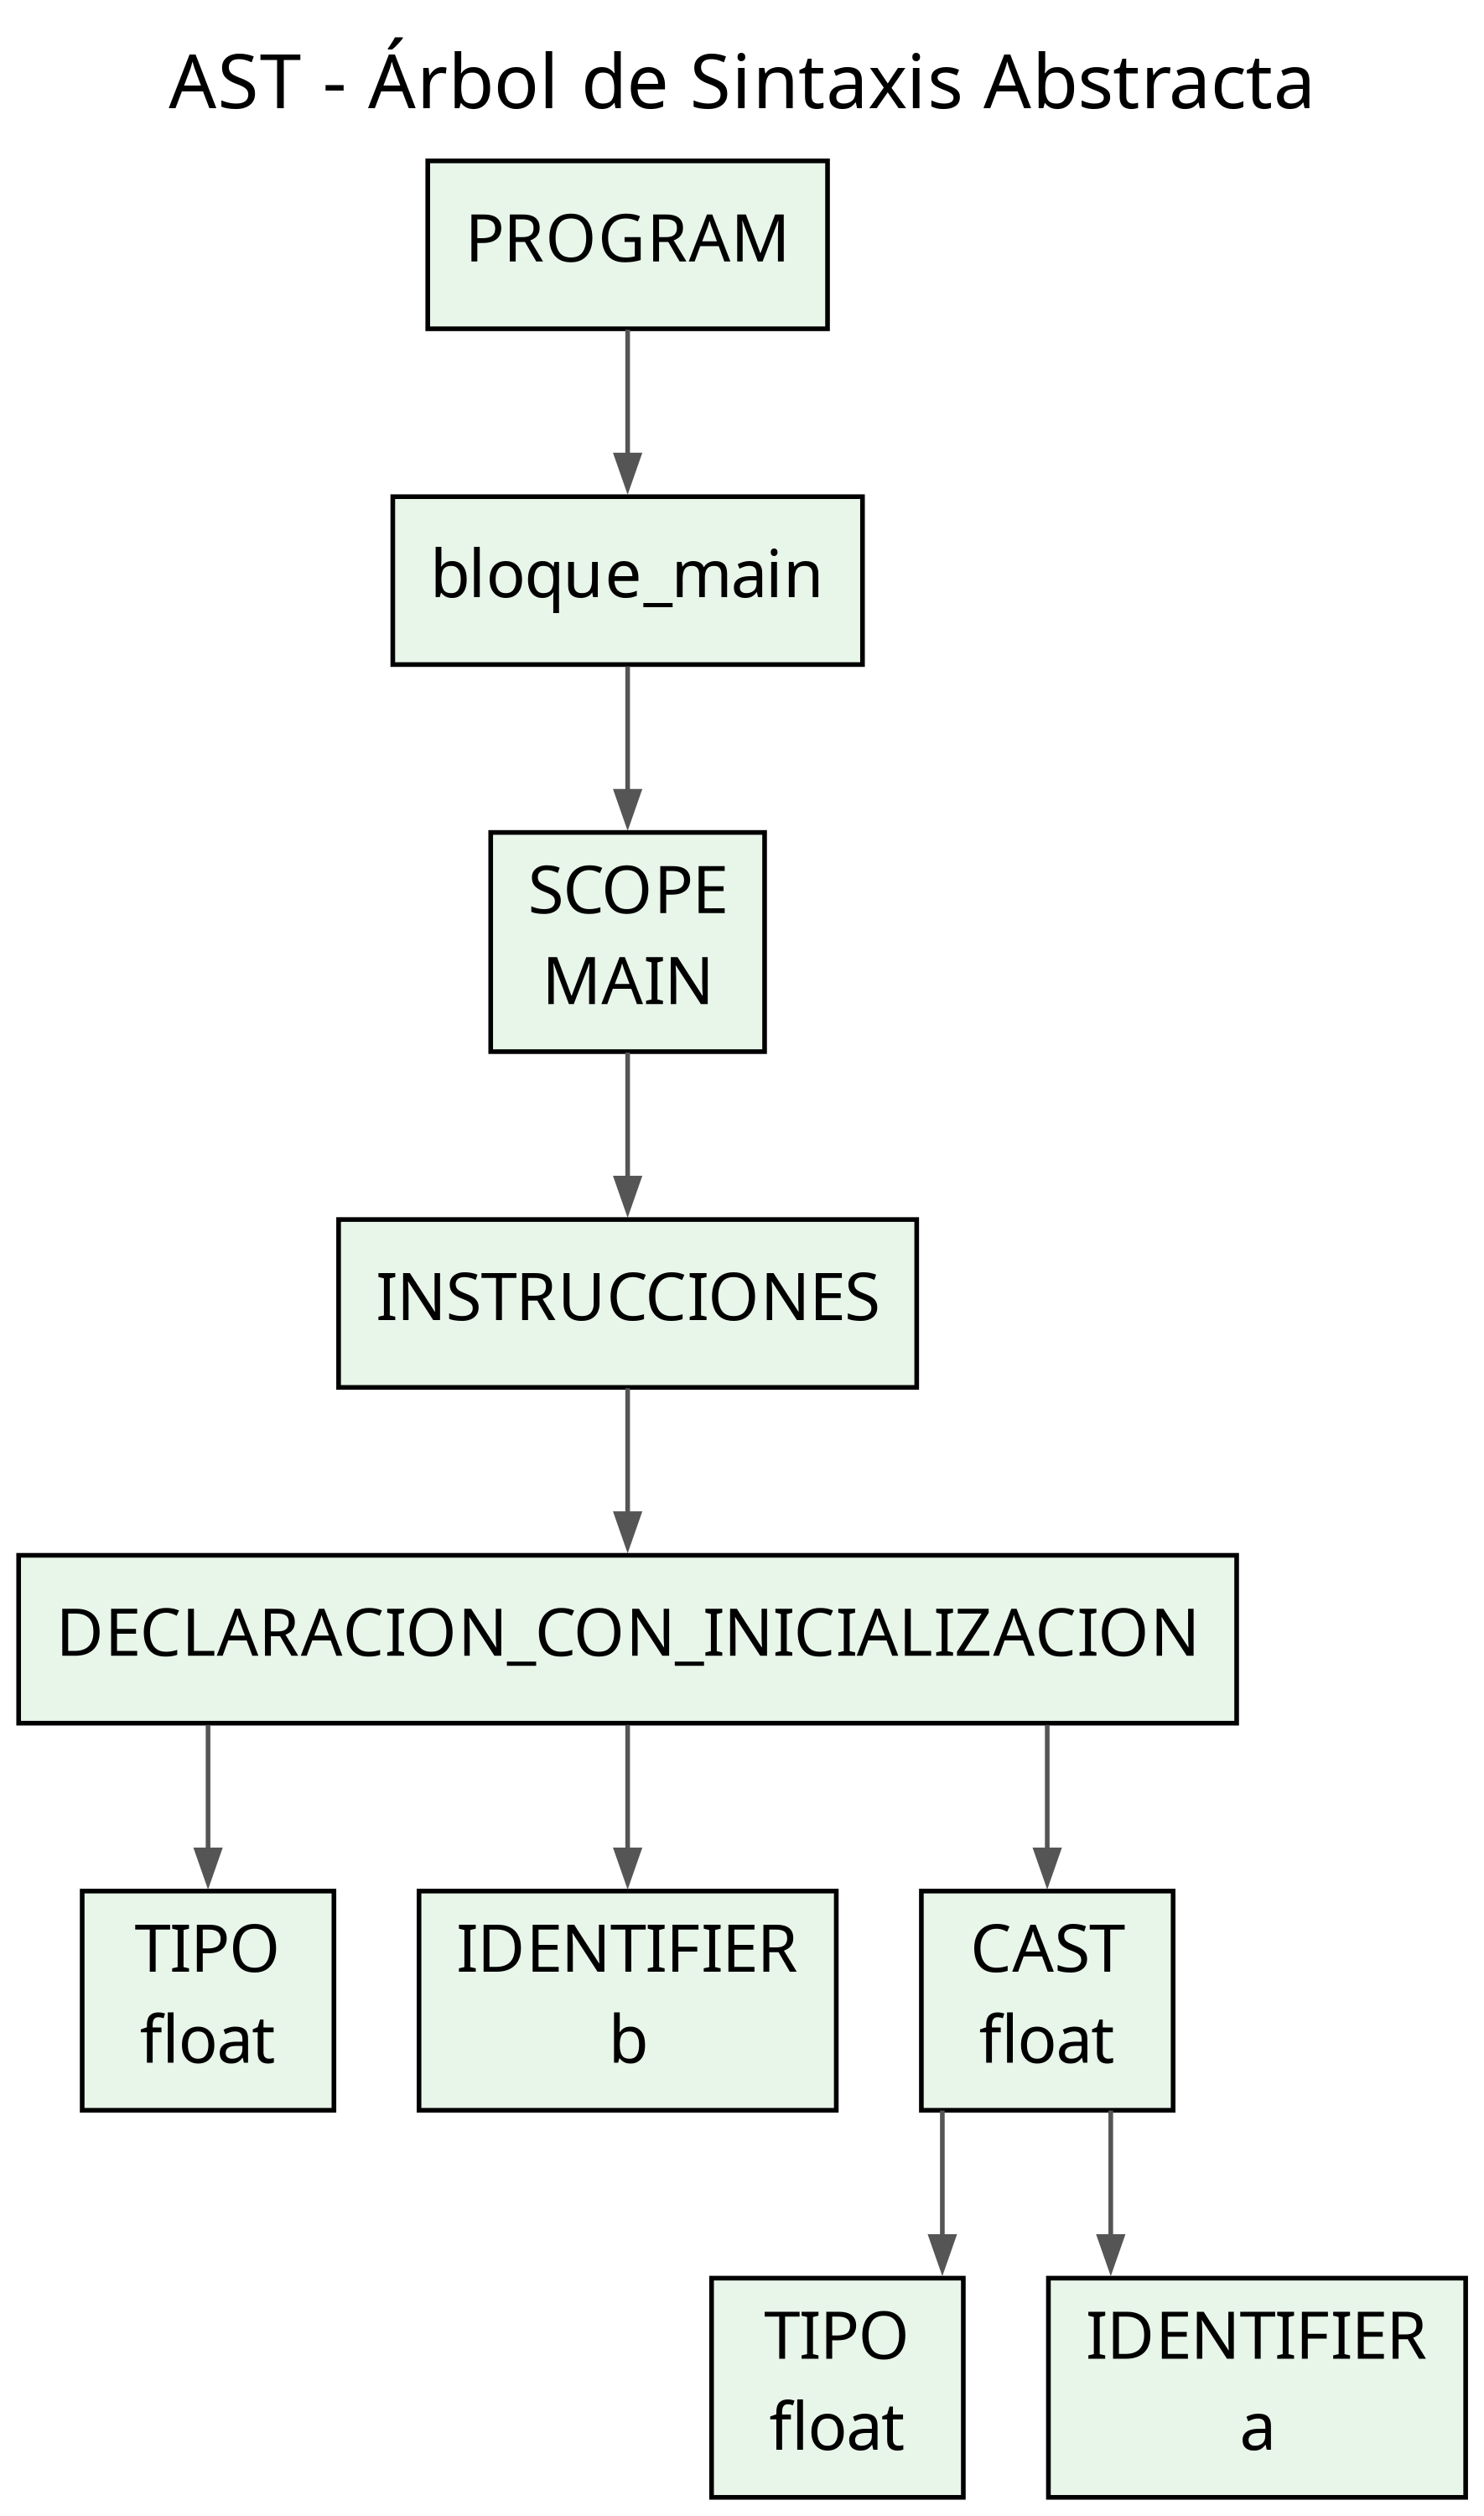 AST - Árbol de Sintaxis Abstracta
PROGRAM
bloque_main
SCOPE
MAIN
INSTRUCCIONES
DECLARACION_CON_INICIALIZACION
TIPO
float
IDENTIFIER
b
CAST
float
TIPO
float
IDENTIFIER
a